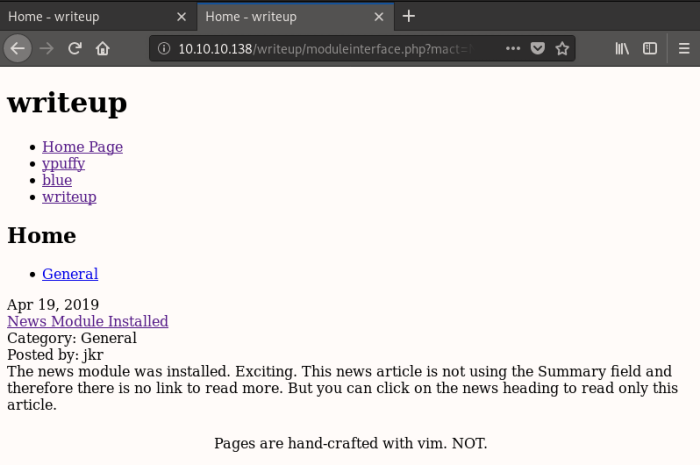 Home - writeup
Home - writeup
10.10.10.138/writeup/moduleinterface.php?mact=
writeup
Home Page
ypuffy
blue
writeup
Home
General
Apr 19, 2019
News Module Installed
Category: General
Posted by: jkr
The news module was installed. Exciting. This news article is not using the Summary field and
therefore there is no link to read more. But you can click on the news heading to read only this
article.
Pages are hand-crafted with vim. NOT.